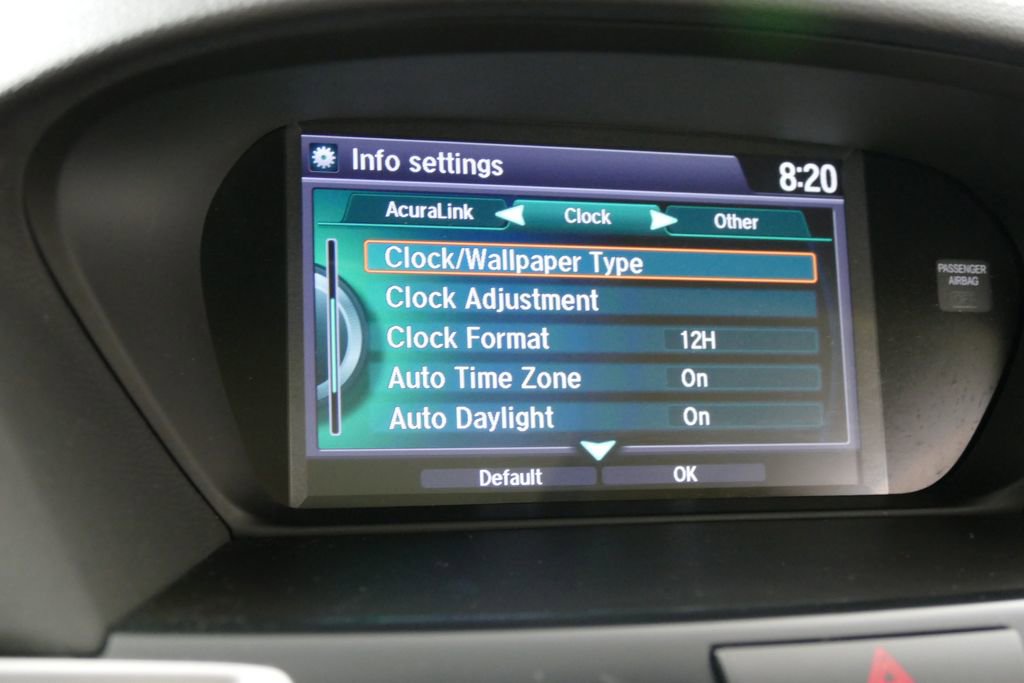 Info settings 8:20
AcuraLink Clock Other
Clock/Wallpaper Type
Clock Adjustment
Clock Format 12H
Auto Time Zone On
Auto Daylight On
Default OK
PASSENGER
AIRBAG